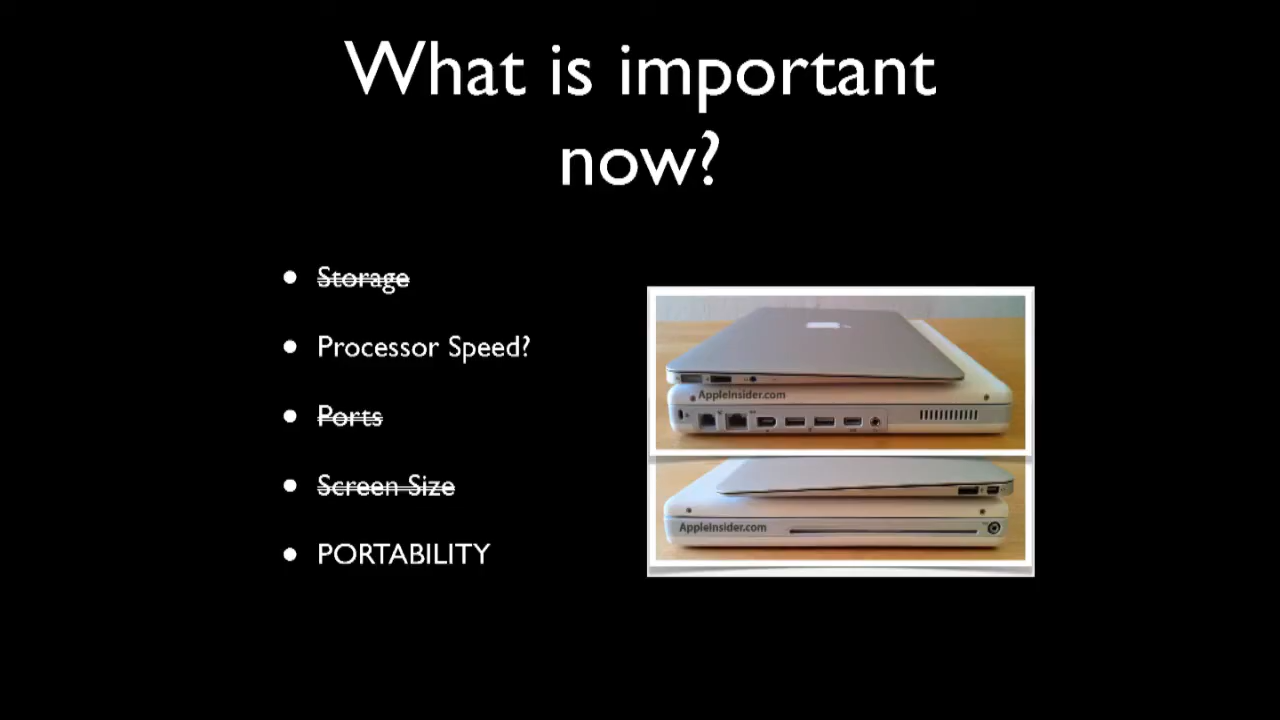 What is important
now?
Storage
Processor Speed?
Ports
Screen Size
PORTABILITY
AppleInsider.com
AppleInsider.com